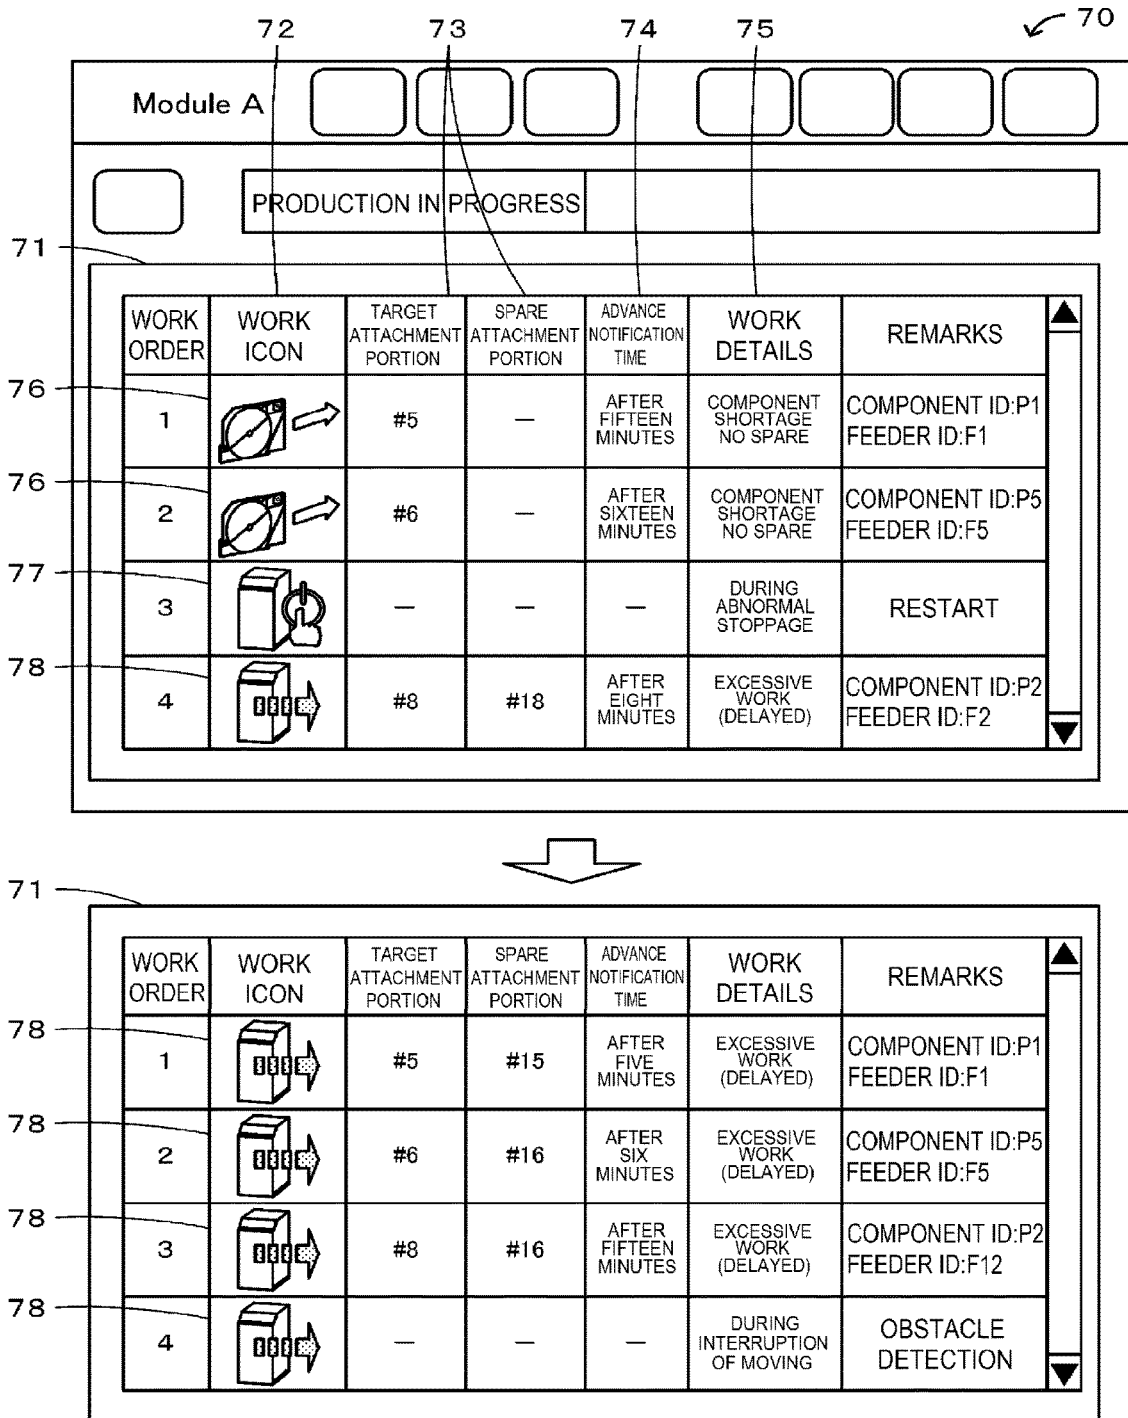 72 73 74 75 70
Module A
PRODUCTION IN PROGRESS
71
WORK ORDER
WORK ICON
TARGET ATTACHMENT PORTION
SPARE ATTACHMENT PORTION
ADVANCE NOTIFICATION TIME
WORK DETAILS
REMARKS
76
1
#5
—
AFTER
FIFTEEN
MINUTES
COMPONENT
SHORTAGE
NO SPARE
COMPONENT ID:P1
FEEDER ID:F1
76
2
#6
—
AFTER
SIXTEEN
MINUTES
COMPONENT
SHORTAGE
NO SPARE
COMPONENT ID:P5
FEEDER ID:F5
77
3
—
—
—
DURING
ABNORMAL
STOPPAGE
RESTART
78
4
#8
#18
AFTER
EIGHT
MINUTES
EXCESSIVE
WORK
(DELAYED)
COMPONENT ID:P2
FEEDER ID:F2
71
WORK ORDER
WORK ICON
TARGET ATTACHMENT PORTION
SPARE ATTACHMENT PORTION
ADVANCE NOTIFICATION TIME
WORK DETAILS
REMARKS
78
1
#5
#15
AFTER
FIVE
MINUTES
EXCESSIVE
WORK
(DELAYED)
COMPONENT ID:P1
FEEDER ID:F1
78
2
#6
#16
AFTER
SIX
MINUTES
EXCESSIVE
WORK
(DELAYED)
COMPONENT ID:P5
FEEDER ID:F5
78
3
#8
#16
AFTER
FIFTEEN
MINUTES
EXCESSIVE
WORK
(DELAYED)
COMPONENT ID:P2
FEEDER ID:F12
78
4
—
—
—
DURING
INTERRUPTION
OF MOVING
OBSTACLE
DETECTION